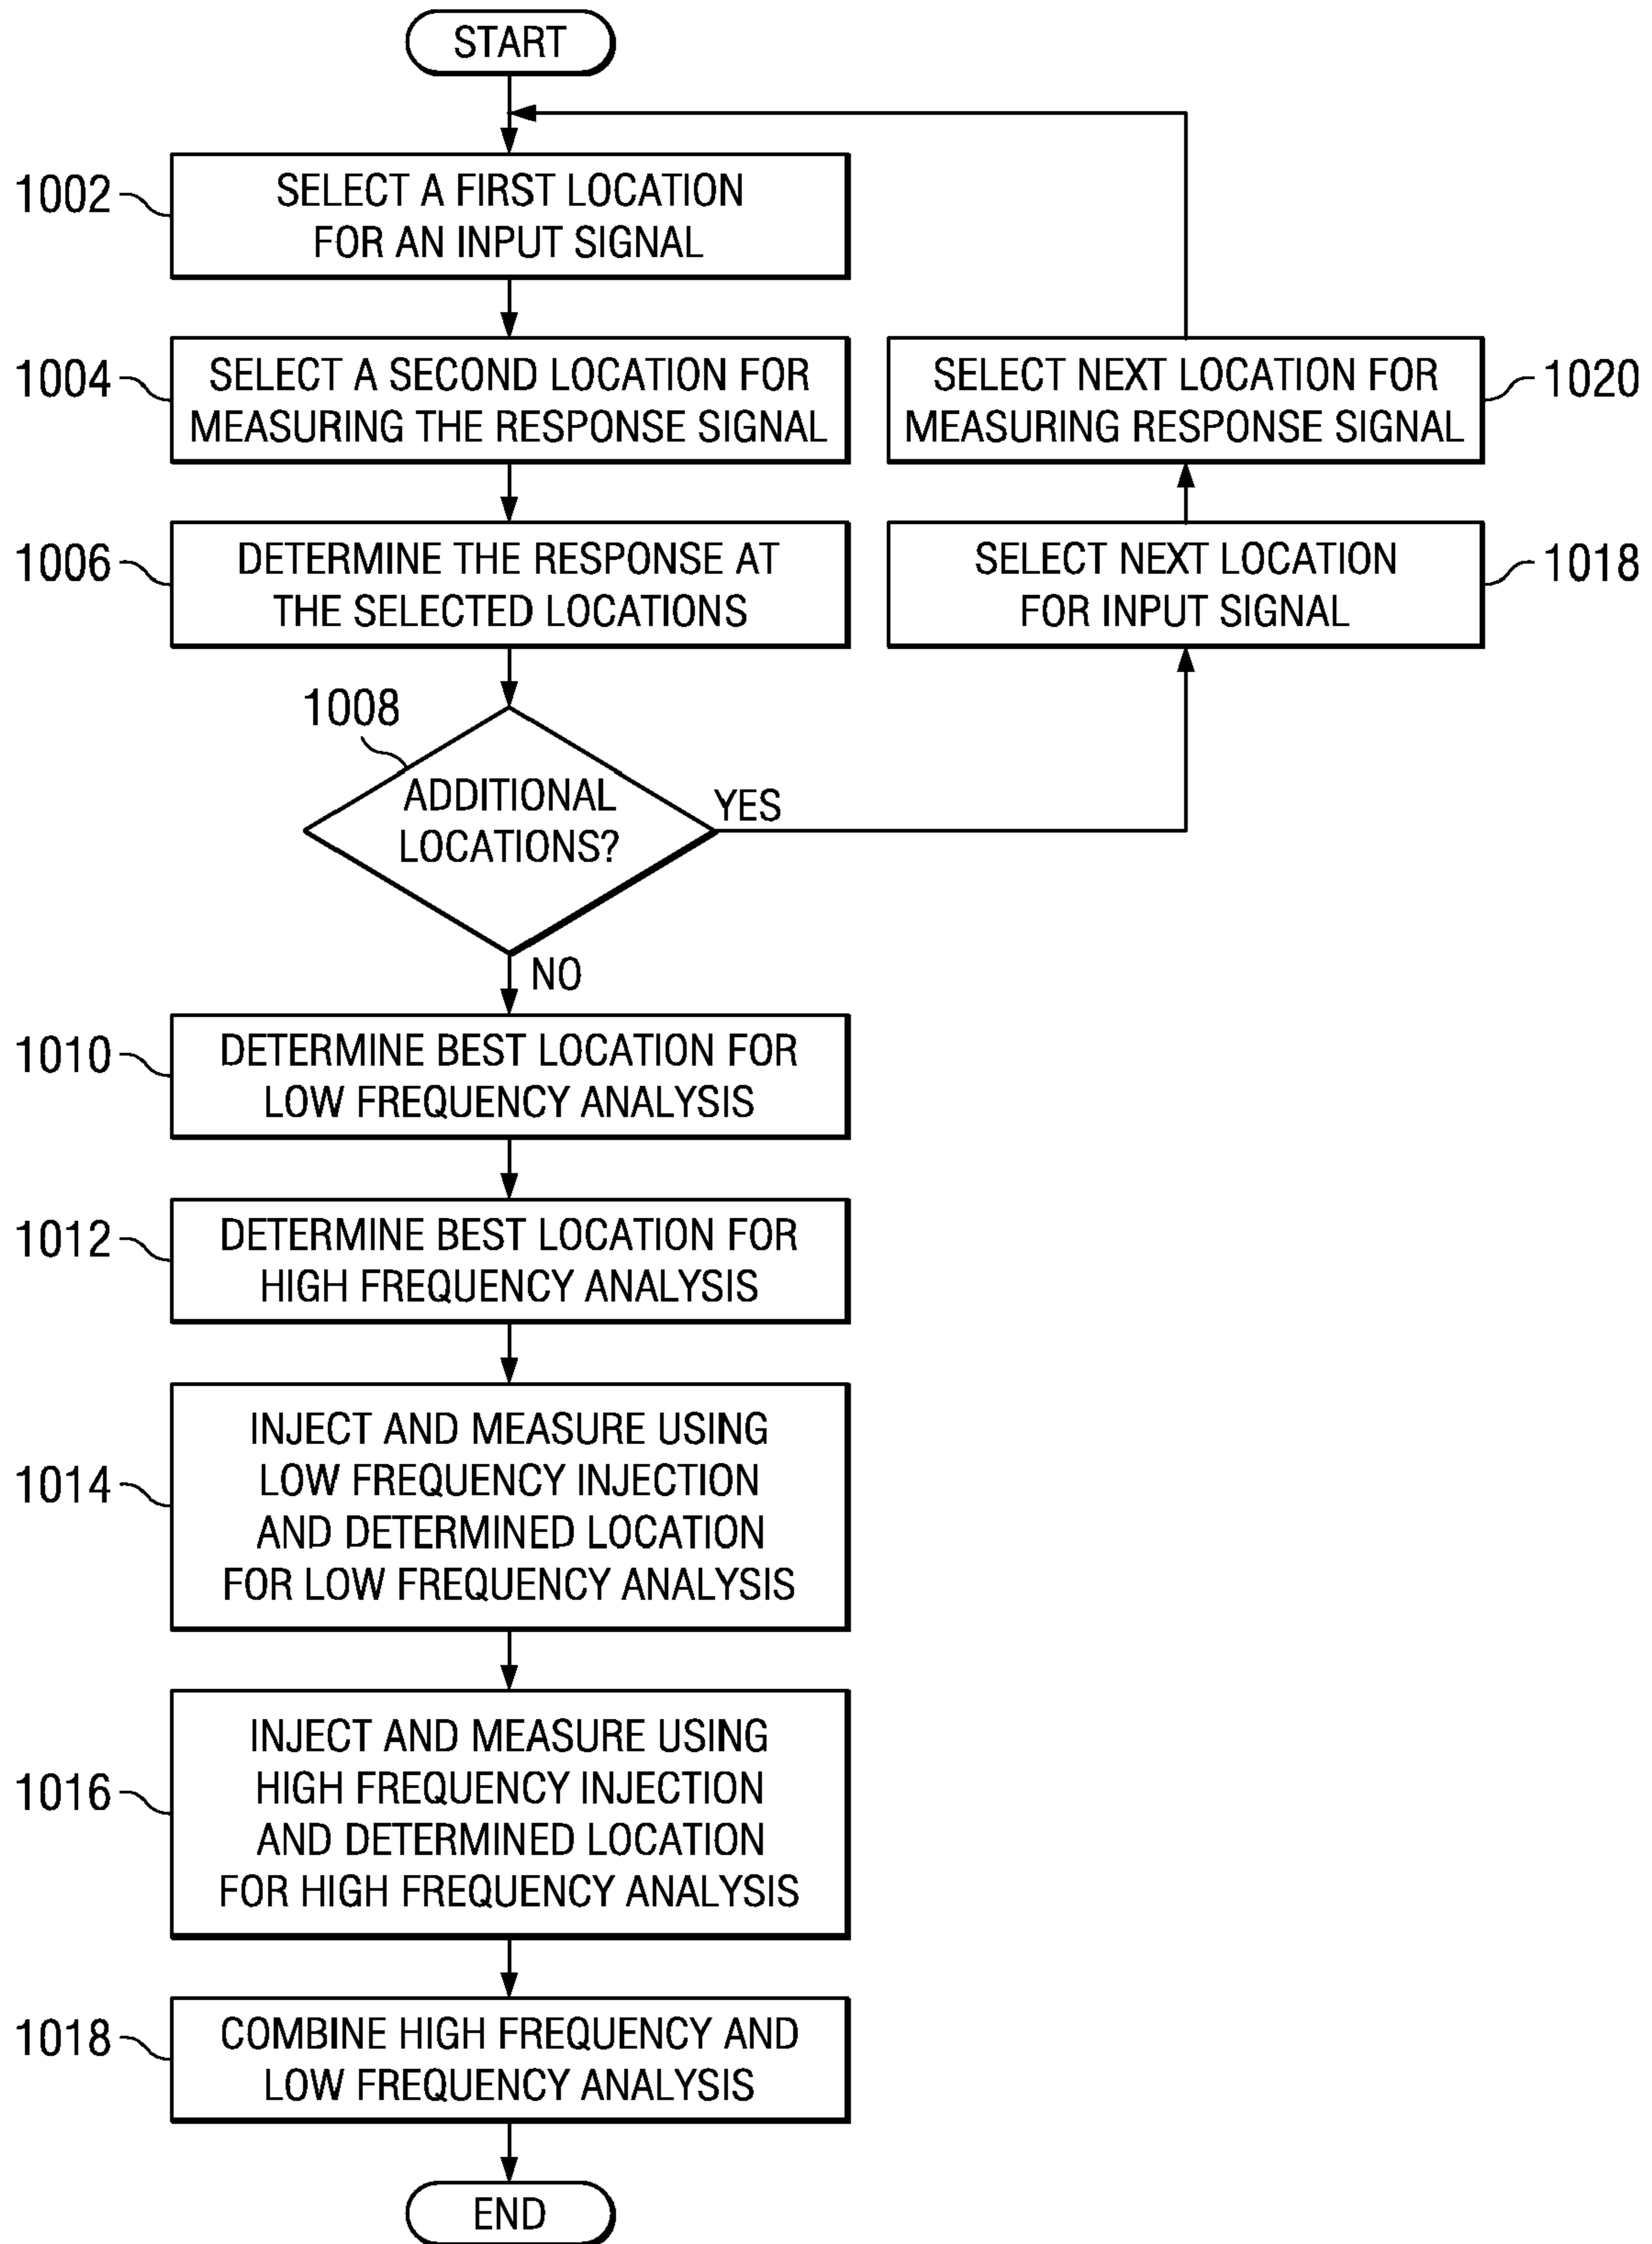 START
1002
SELECT A FIRST LOCATION
FOR AN INPUT SIGNAL
1004
SELECT A SECOND LOCATION FOR
MEASURING THE RESPONSE SIGNAL
SELECT NEXT LOCATION FOR
MEASURING RESPONSE SIGNAL
1020
1006
DETERMINE THE RESPONSE AT
THE SELECTED LOCATIONS
SELECT NEXT LOCATION
FOR INPUT SIGNAL
1018
1008
ADDITIONAL
LOCATIONS?
YES
NO
1010
DETERMINE BEST LOCATION FOR
LOW FREQUENCY ANALYSIS
1012
DETERMINE BEST LOCATION FOR
HIGH FREQUENCY ANALYSIS
1014
INJECT AND MEASURE USING
LOW FREQUENCY INJECTION
AND DETERMINED LOCATION
FOR LOW FREQUENCY ANALYSIS
1016
INJECT AND MEASURE USING
HIGH FREQUENCY INJECTION
AND DETERMINED LOCATION
FOR HIGH FREQUENCY ANALYSIS
1018
COMBINE HIGH FREQUENCY AND
LOW FREQUENCY ANALYSIS
END